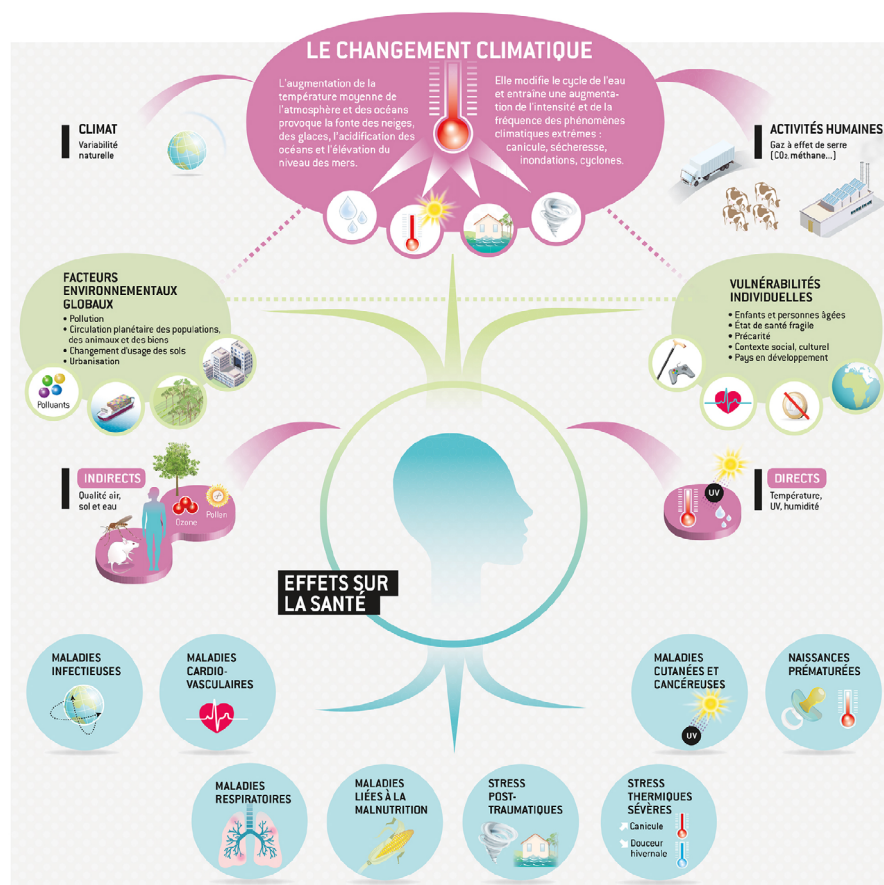 LE CHANGEMENT CLIMATIQUE
L'augmentation de la
température moyenne de
l'atmosphère et des océans
provoque la fonte des neiges,
des glaces, l'acidification des
océans et l'élévation du
niveau des mers.
Elle modifie le cycle de l'eau
et entraîne une augmenta-
tion de l'intensité et de la
fréquence des phénomènes
climatiques extrêmes :
canicule, sécheresse,
inondations, cyclones.
CLIMAT
Variabilité
naturelle
ACTIVITÉS HUMAINES
Gaz à effet de serre
[CO2, méthane...]
FACTEURS
ENVIRONNEMENTAUX
GLOBAUX
• Pollution
• Circulation planétaire des populations,
des animaux et des biens
• Changement d'usage des sols
• Urbanisation
Polluants
VULNÉRABILITÉS
INDIVIDUELLES
• Enfants et personnes âgées
• État de santé fragile
• Précarité
• Contexte social, culturel
• Pays en développement
INDIRECTS
Qualité air,
sol et eau
Ozone
Pollen
DIRECTS
Température,
UV, humidité
UV
EFFETS SUR
LA SANTÉ
MALADIES
INFECTIEUSES
MALADIES
CARDIO-
VASCULAIRES
MALADIES
CUTANÉES ET
CANCÉREUSES
UV
NAISSANCES
PRÉMATURÉES
MALADIES
RESPIRATOIRES
MALADIES
LIÉES À LA
MALNUTRITION
STRESS
POST-
TRAUMATIQUES
STRESS
THERMIQUES
SÉVÈRES
Canicule
Douceur
hivernale